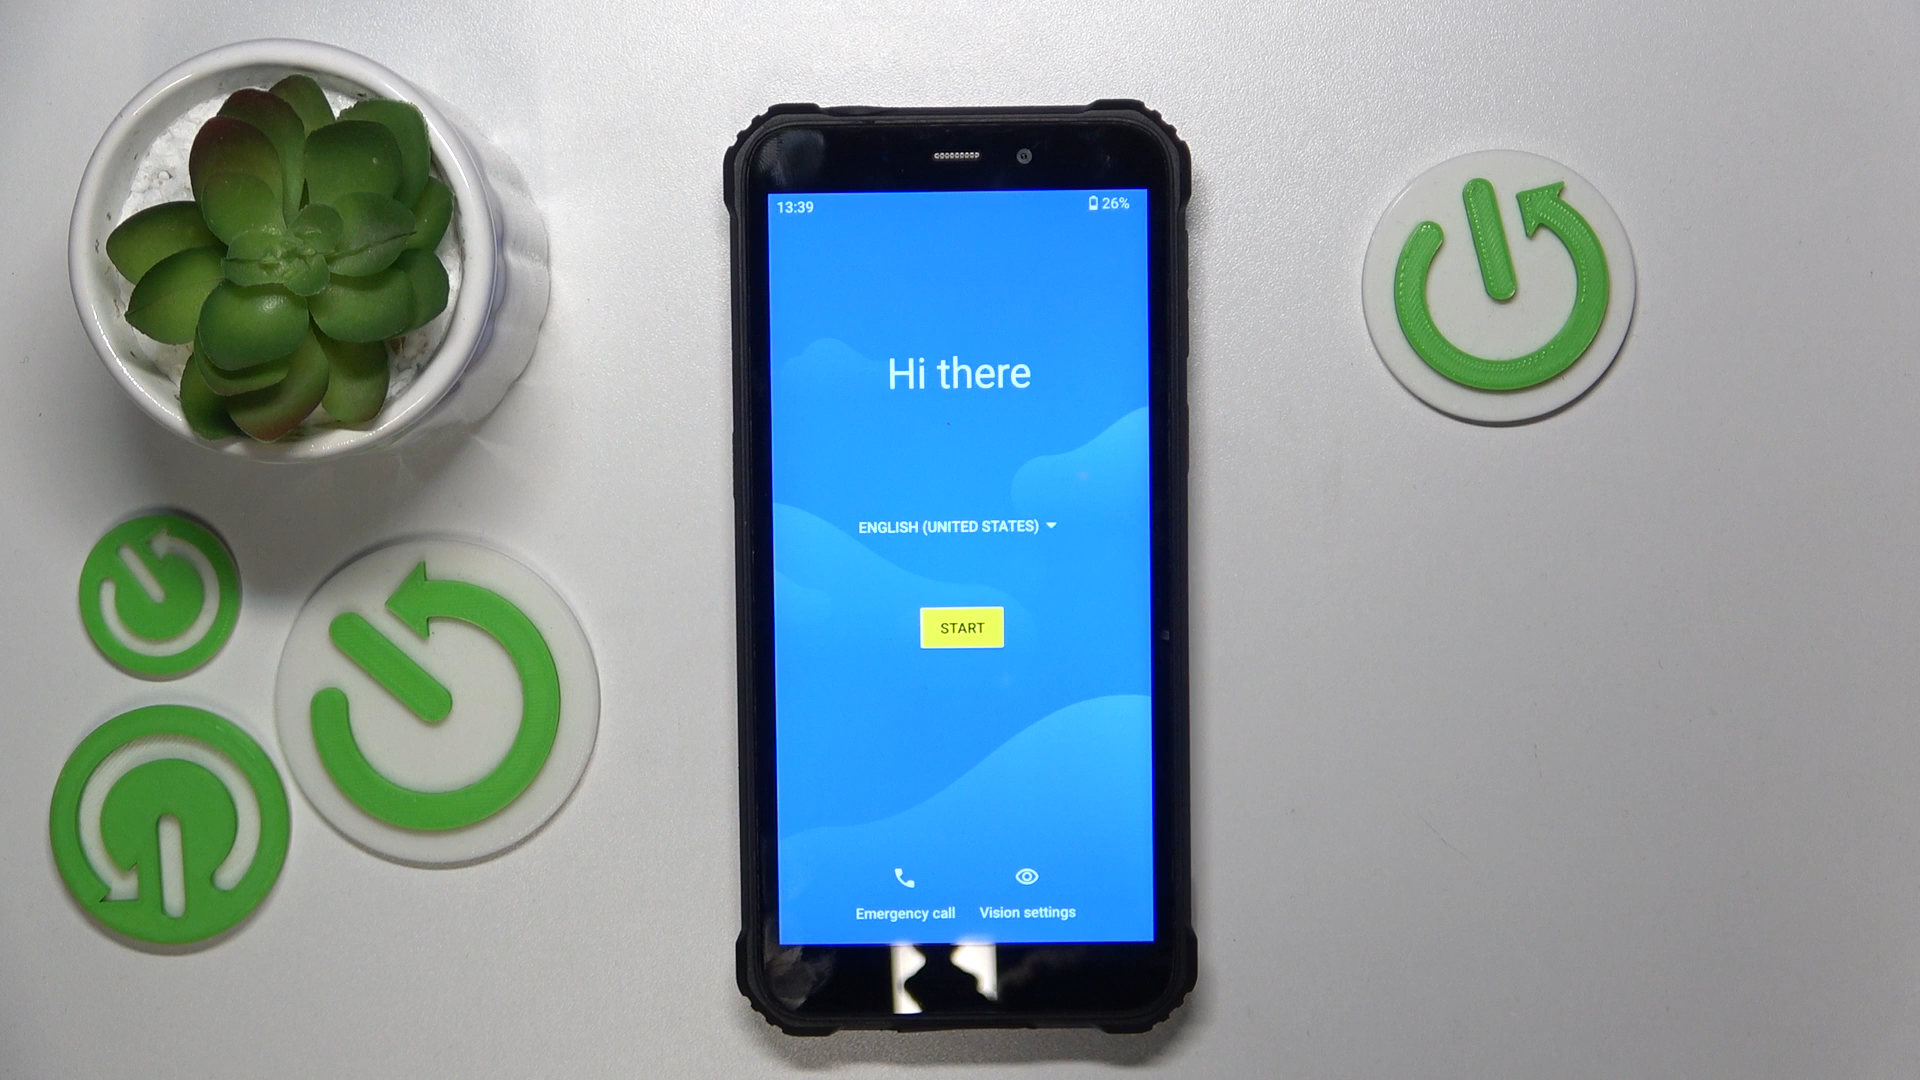 13:39
26%
Hi there
ENGLISH (UNITED STATES)
START
Emergency call
Vision settings